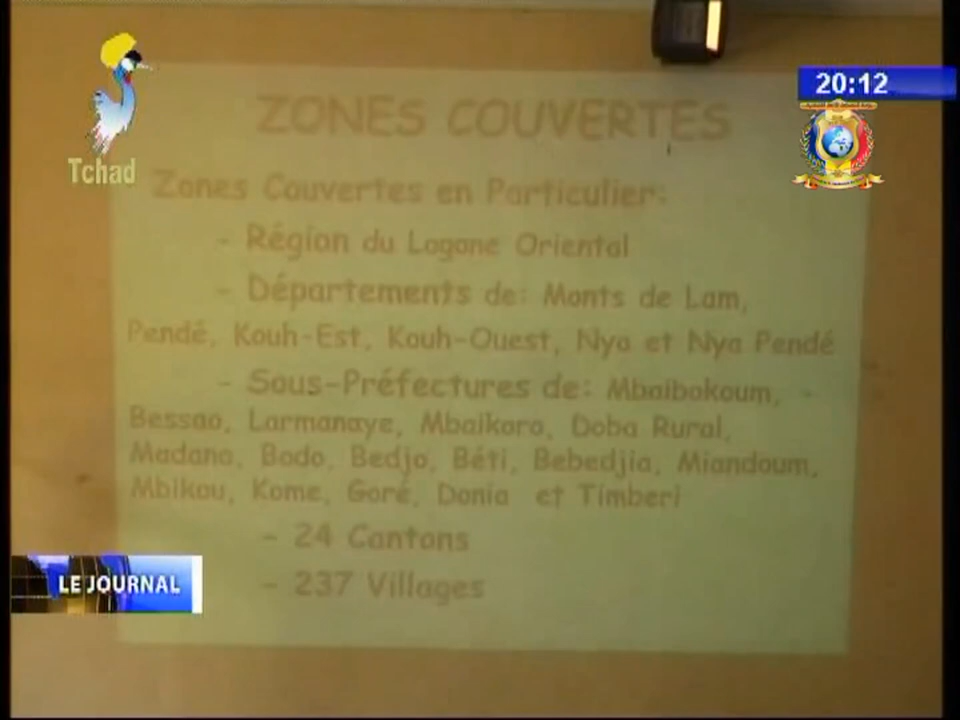 Tchad
20:12
ZONES COUVERTES
Zones Couvertes en Particulier:
- Région du Logone Oriental
- Départements de: Monts de Lam,
Pendé, Kouh-Est, Kouh-Ouest, Nya et Nya Pendé
- Sous-Préfectures de: Mbaibokoum, -
Bessao, Larmanaye, Mbaikoro, Doba Rural,
Madana, Bodo, Bedjo, Béti, Bebedjia, Miandoum,
Mbikou, Kome, Goré, Donia et Timberi
- 24 Cantons
- 237 Villages
LE JOURNAL